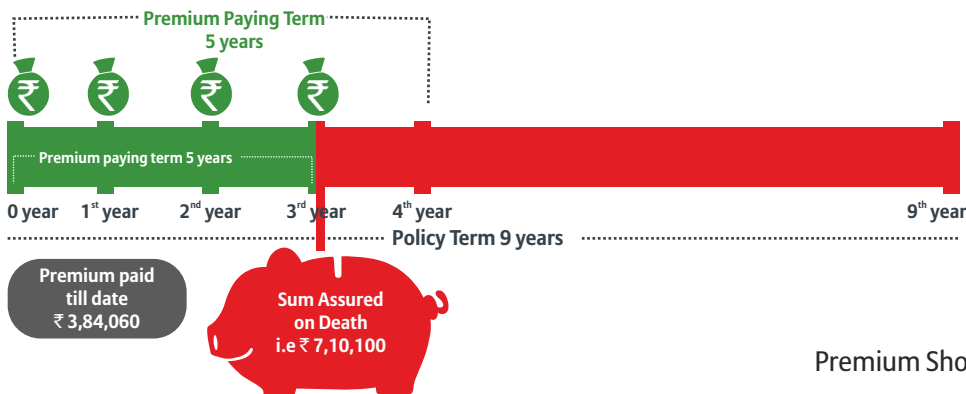 Premium Paying Term
5 years
₹ ₹ ₹ ₹
Premium paying term 5 years
0 year 1st year 2nd year 3rd year 4th year 9th year
Policy Term 9 years
Premium paid
till date
₹ 3,84,060
Sum Assured
on Death
i.e ₹ 7,10,100
Premium Sho